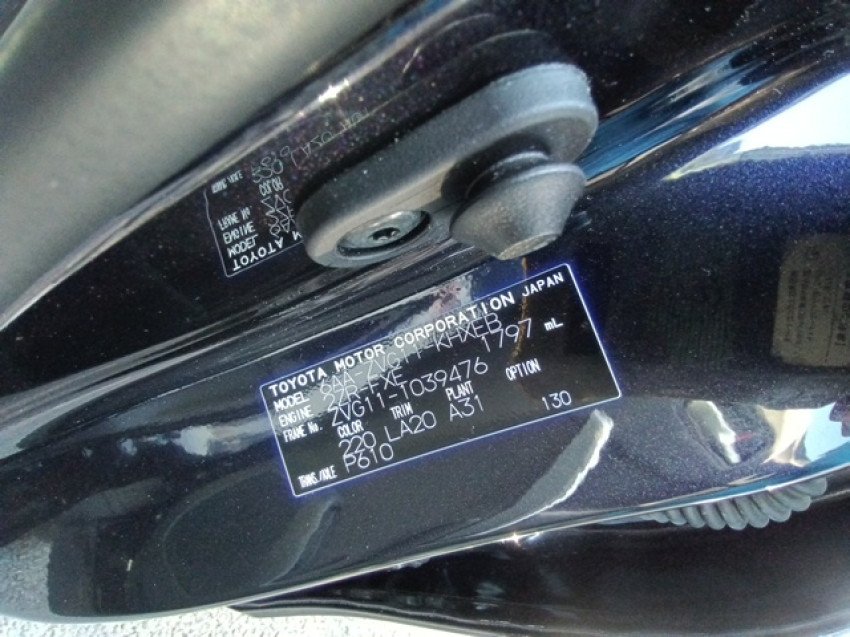 TOYOTA MOTOR CORPORATION JAPAN
MODEL 6AA-ZVG11-KHXEB
ENGINE 2ZR-FXE 1797 mL
FRAME No. ZVG11-1039476
COLOR TRIM PLANT OPTION
220 LA20 A31 130
TRANS./AXLE P610